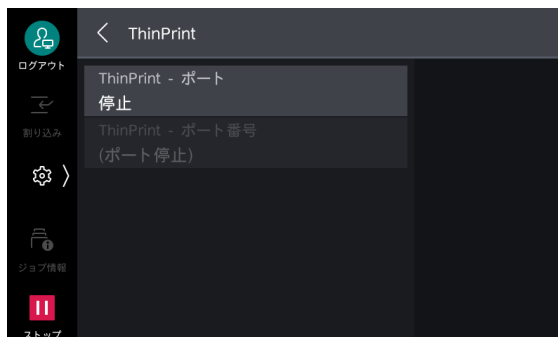 ThinPrint
ログアウト
ThinPrint - ポート
停止
割り込み
ThinPrint - ポート番号
(ポート停止)
ジョブ情報
ストップ